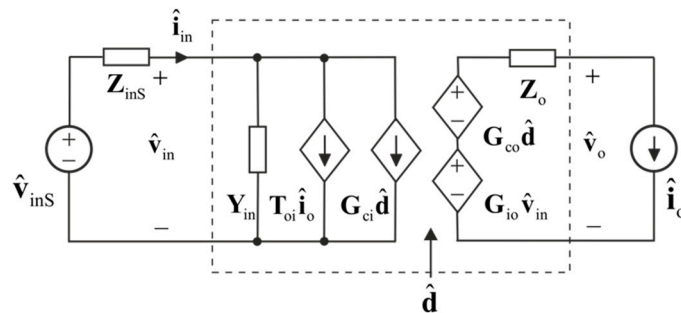 î_in
Z_inS
+
+
−
v̂_inS
v̂_in
−
Y_in
T_oi î_o
G_ci d̂
+
−
G_co d̂
+
−
G_io v̂_in
Z_o
+
v̂_o
−
î_o
d̂